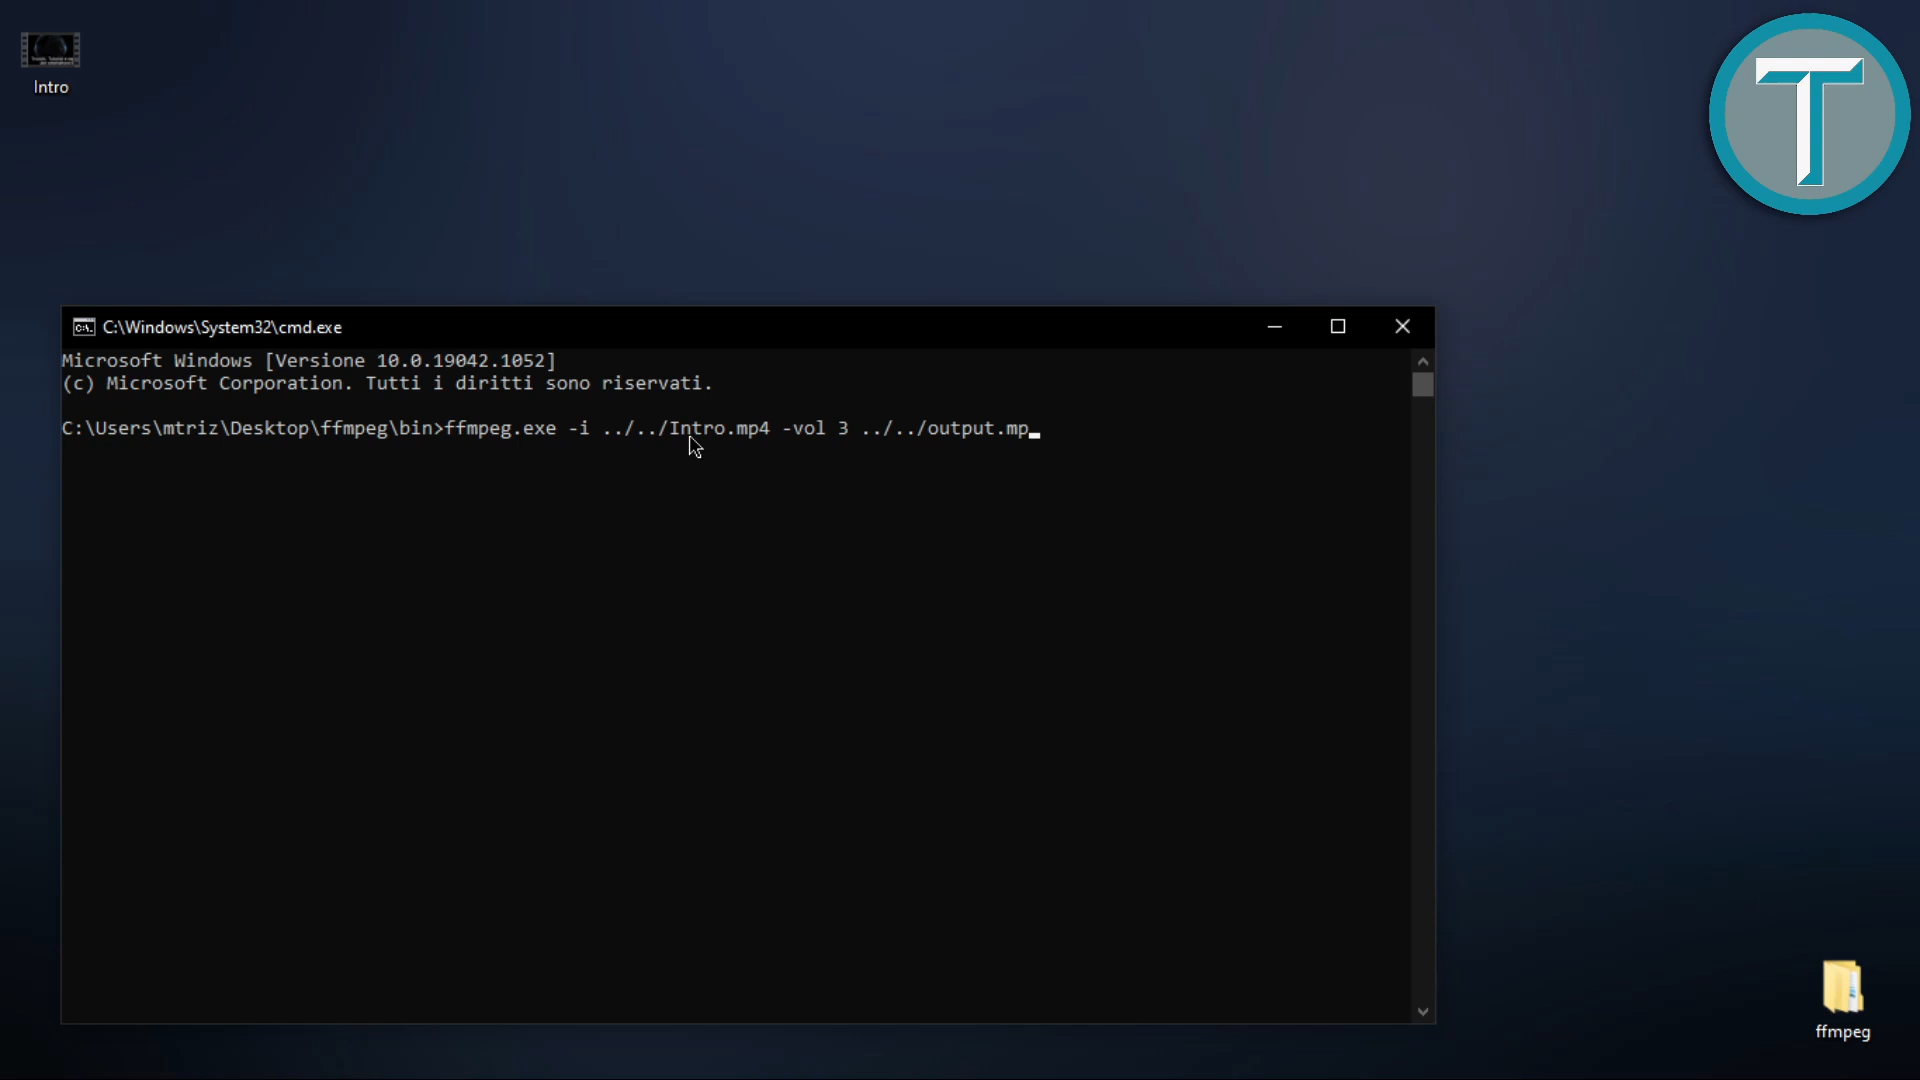 Intro
T
C:\Windows\System32\cmd.exe
Microsoft Windows [Versione 10.0.19042.1052]
(c) Microsoft Corporation. Tutti i diritti sono riservati.
C:\Users\mtriz\Desktop\ffmpeg\bin>ffmpeg.exe -i ../../Intro.mp4 -vol 3 ../../output.mp
ffmpeg